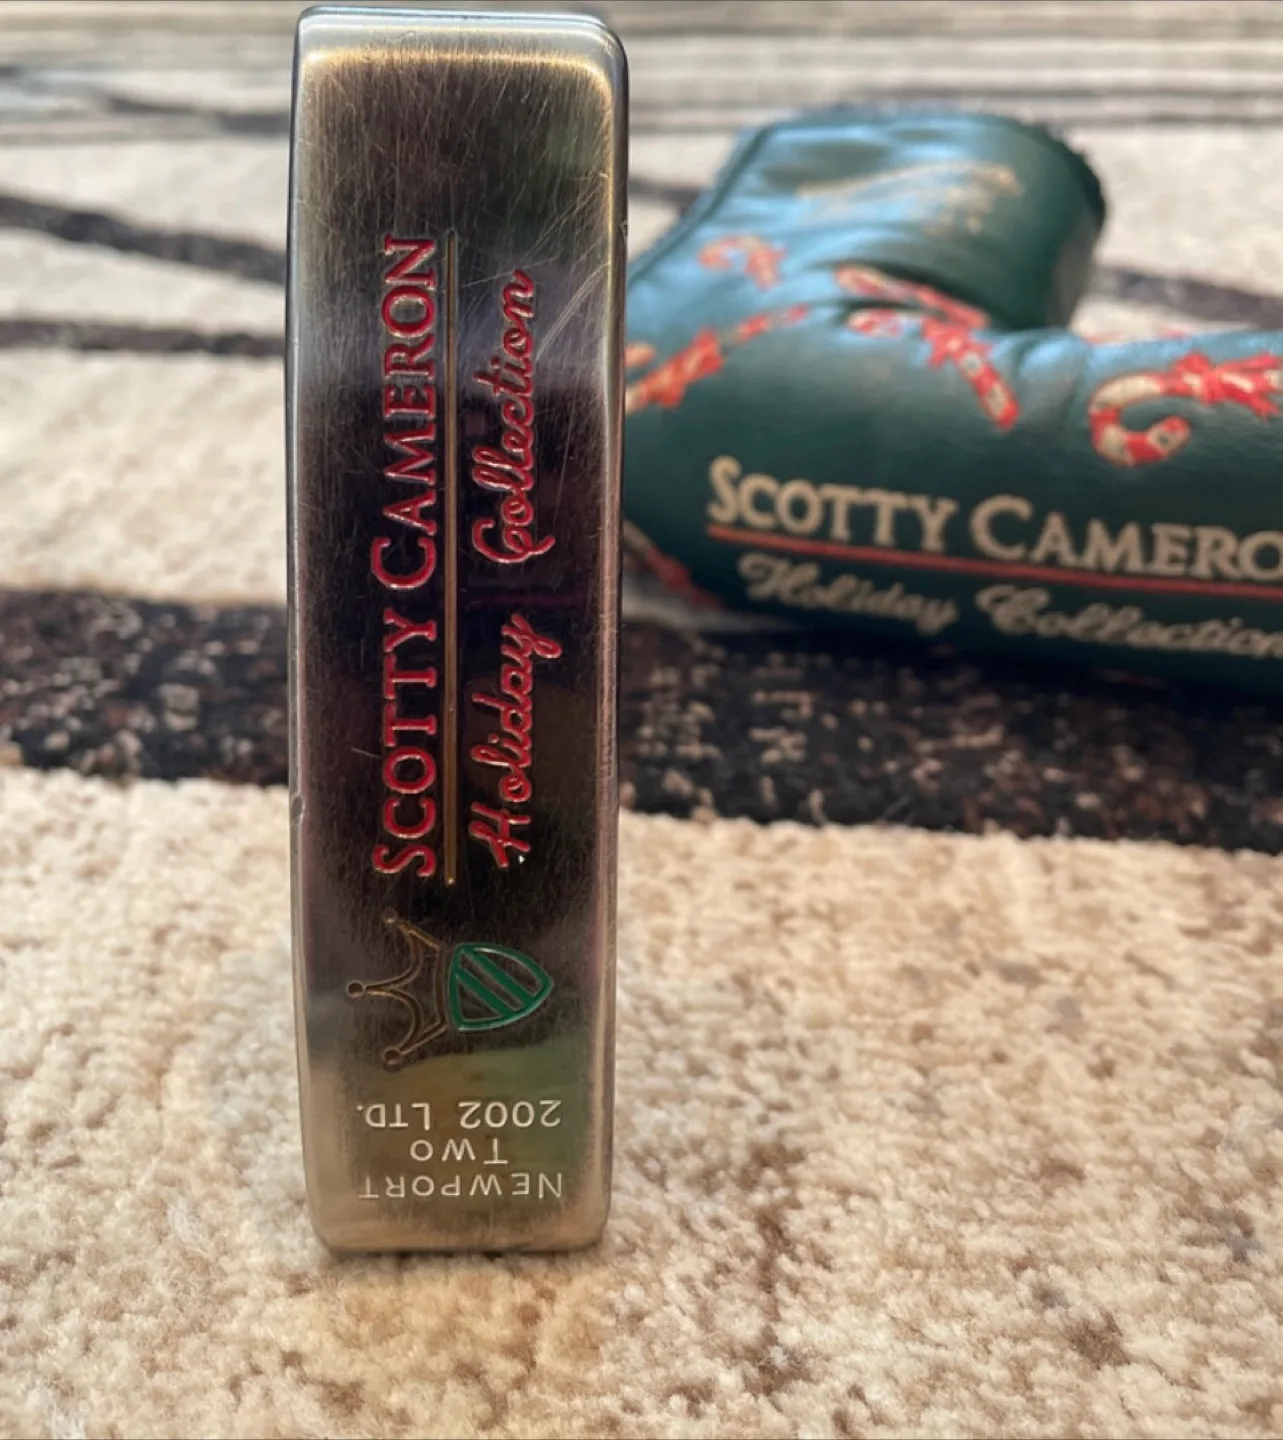 SCOTTY CAMERON
Holiday Collection
NEWPORT
TWO
2002 LTD.
SCOTTY CAMERO
Holiday Collection